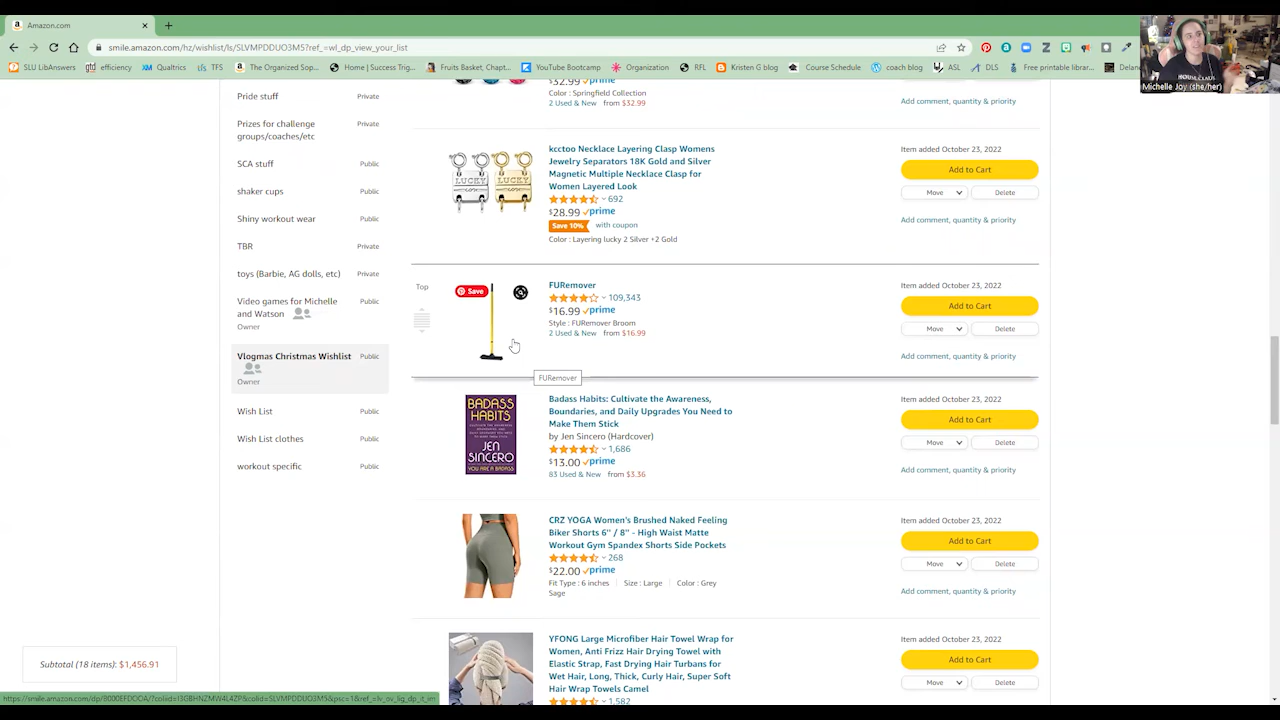 Amazon.com
smile.amazon.com/hz/wishlist/ls/SLVMPDDUO3M5?ref_=wl_dp_view_your_list
SLU LibAnswers
efficiency
Qualtrics
TFS
The Organized Sop...
Home | Success Trig...
Fruits Basket, Chapt...
YouTube Bootcamp
Organization
RFL
Kristen G blog
Course Schedule
coach blog
ASL
DLS
Free printable librar...
Delan
Michelle Joy (she/her)
Pride stuff
Private
Prizes for challenge
groups/coaches/etc
Private
SCA stuff
Public
shaker cups
Public
Shiny workout wear
Public
TBR
Private
toys (Barbie, AG dolls, etc)
Private
Video games for Michelle
and Watson
Public
Owner
Vlogmas Christmas Wishlist
Public
Owner
Wish List
Public
Wish List clothes
Public
workout specific
Public
$32.99 prime
Color : Springfield Collection
2 Used & New from $32.99
Add comment, quantity & priority
kcctoo Necklace Layering Clasp Womens
Jewelry Separators 18K Gold and Silver
Magnetic Multiple Necklace Clasp for
Women Layered Look
692
$28.99 prime
Save 10% with coupon
Color : Layering lucky 2 Silver +2 Gold
LUCKY
LUCKY
Item added October 23, 2022
Add to Cart
Move
Delete
Add comment, quantity & priority
Top
Save
FURemover
109,343
$16.99 prime
Style : FURemover Broom
2 Used & New from $16.99
Item added October 23, 2022
Add to Cart
Move
Delete
Add comment, quantity & priority
FURemover
BADASS
HABITS
JEN
SINCERO
Badass Habits: Cultivate the Awareness,
Boundaries, and Daily Upgrades You Need to
Make Them Stick
by Jen Sincero (Hardcover)
1,686
$13.00 prime
83 Used & New from $3.36
Item added October 23, 2022
Add to Cart
Move
Delete
Add comment, quantity & priority
CRZ YOGA Women's Brushed Naked Feeling
Biker Shorts 6'' / 8'' - High Waist Matte
Workout Gym Spandex Shorts Side Pockets
268
$22.00 prime
Fit Type : 6 inches
Size : Large
Color : Grey
Sage
Item added October 23, 2022
Add to Cart
Move
Delete
Add comment, quantity & priority
YFONG Large Microfiber Hair Towel Wrap for
Women, Anti Frizz Hair Drying Towel with
Elastic Strap, Fast Drying Hair Turbans for
Wet Hair, Long, Thick, Curly Hair, Super Soft
Hair Wrap Towels Camel
1,582
Item added October 23, 2022
Add to Cart
Move
Delete
Subtotal (18 items): $1,456.91